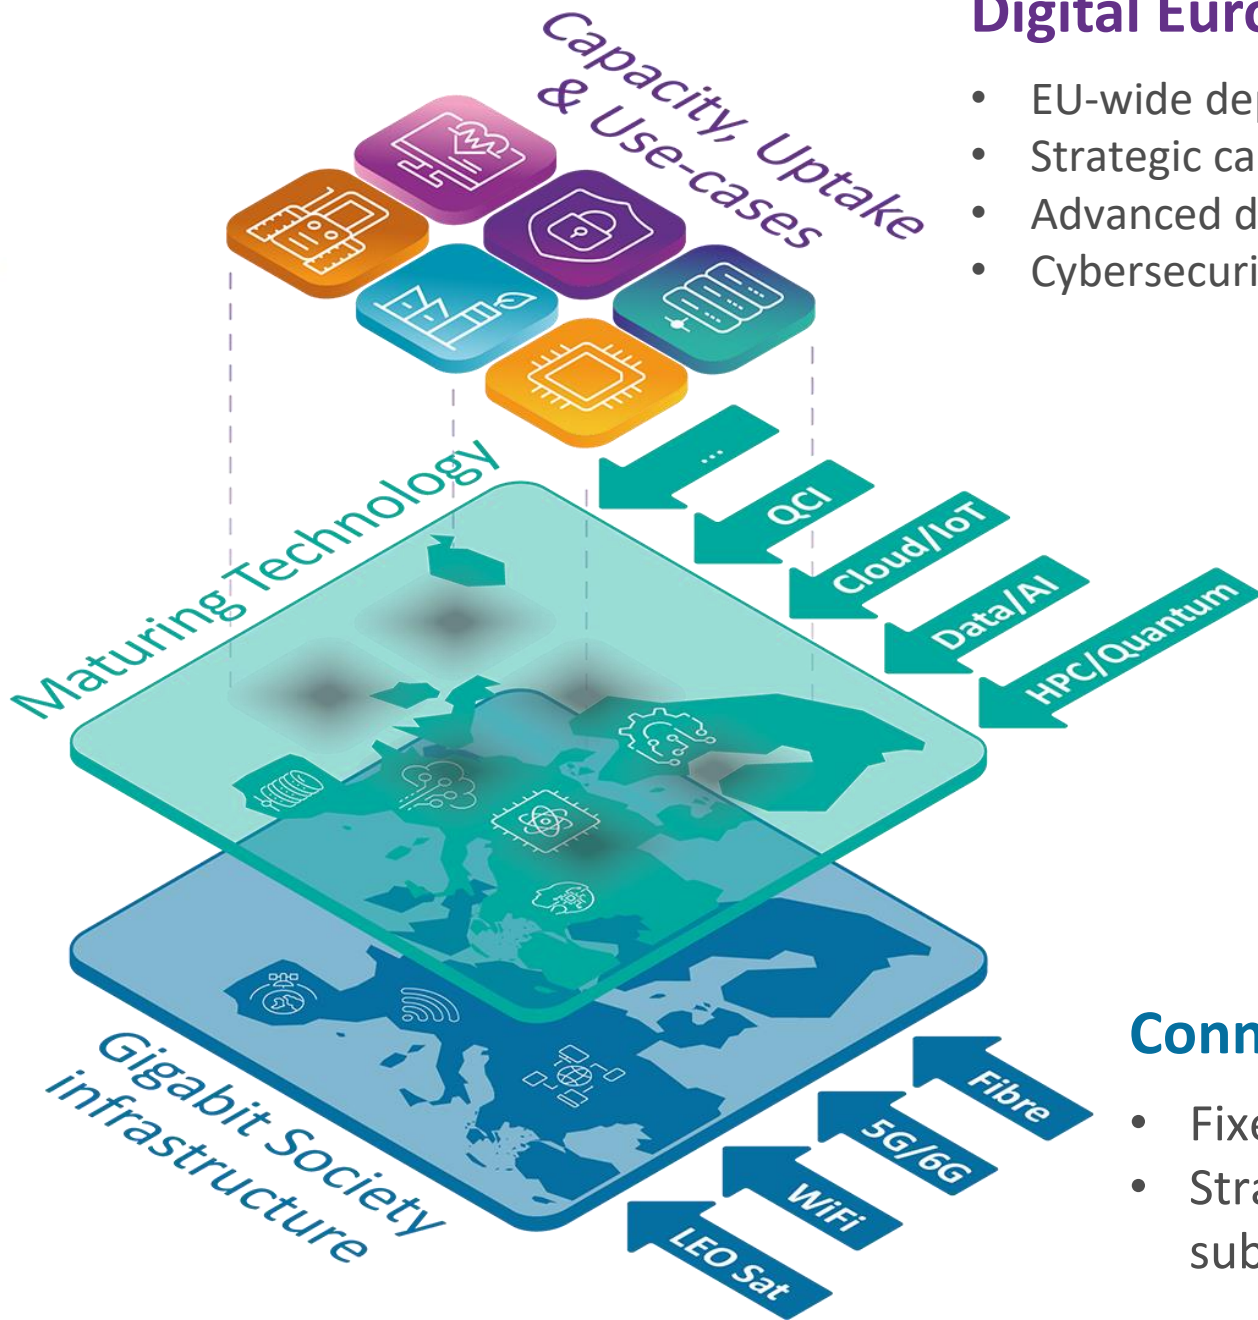 Digital Euro
• EU-wide dep
• Strategic ca
• Advanced d
• Cybersecuri
Capacity, Uptake
& Use-cases
Maturing Technology
...
QCI
Cloud/IoT
Data/AI
HPC/Quantum
Gigabit Society
infrastructure
Fibre
5G/6G
WiFi
LEO Sat
Conn
• Fixe
• Stra
sub